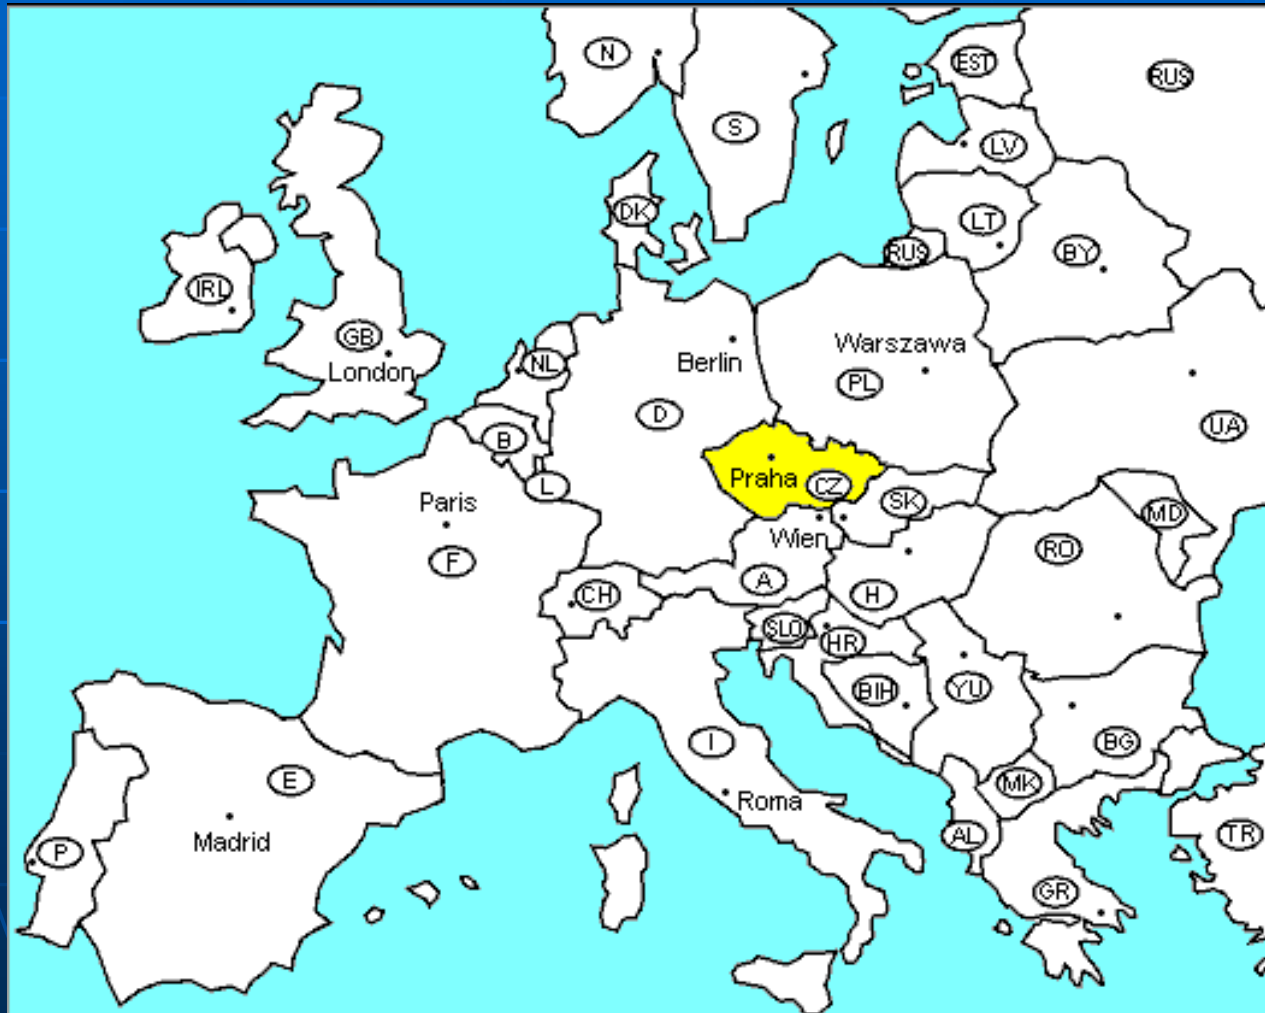 N
EST
RUS
S
LV
DK
LT
RUS
BY
IRL
GB
London
NL
Berlin
Warszawa
PL
D
B
UA
L
Praha
CZ
SK
Paris
MD
F
Wien
RO
A
CH
H
SLO
HR
BIH
YU
I
BG
E
MK
Roma
Madrid
P
AL
TR
GR